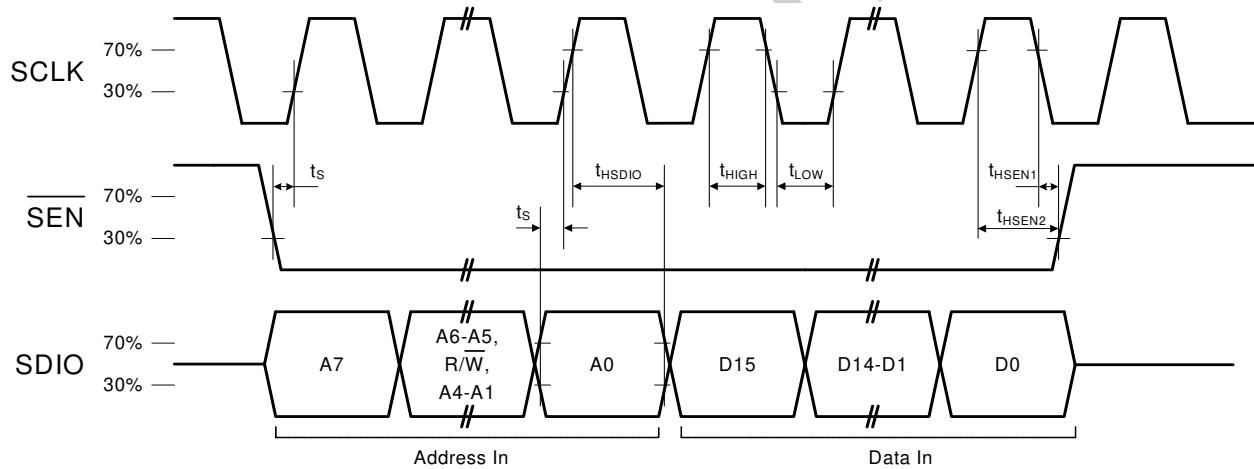 SCLK
70%
30%
SEN
70%
30%
tS
tS
tHSDIO
tHIGH
tLOW
tHSEN1
tHSEN2
SDIO
70%
30%
A7
A6-A5,
R/W,
A4-A1
A0
D15
D14-D1
D0
Address In
Data In